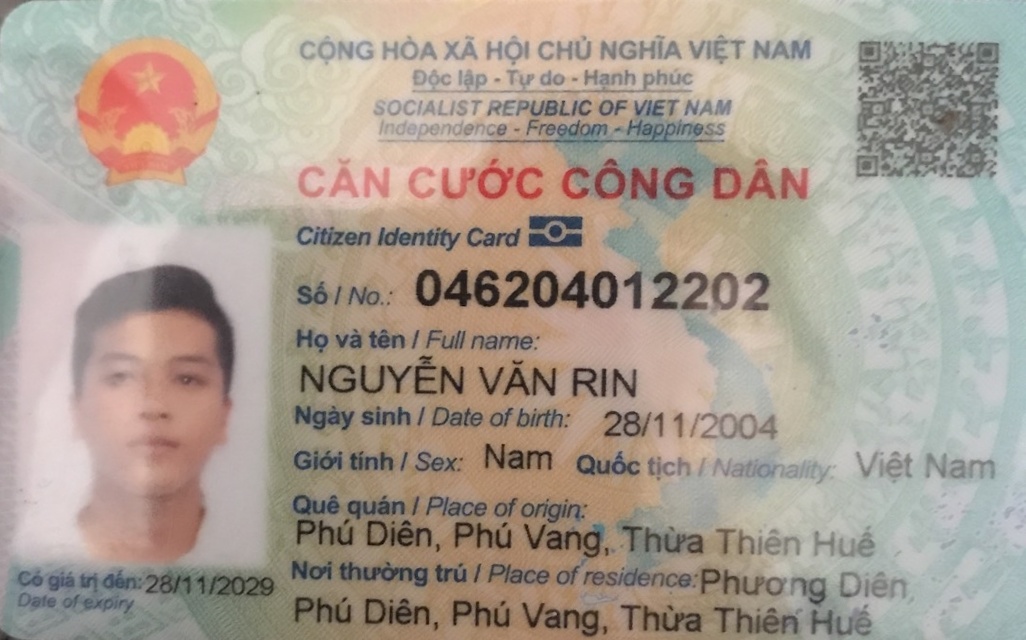 CỘNG HÒA XÃ HỘI CHỦ NGHĨA VIỆT NAM
Độc lập - Tự do - Hạnh phúc
SOCIALIST REPUBLIC OF VIET NAM
Independence - Freedom - Happiness
CĂN CƯỚC CÔNG DÂN
Citizen Identity Card
Số / No.: 046204012202
Họ và tên / Full name:
NGUYỄN VĂN RIN
Ngày sinh / Date of birth: 28/11/2004
Giới tính / Sex: Nam Quốc tịch / Nationality: Việt Nam
Quê quán / Place of origin:
Phú Diên, Phú Vang, Thừa Thiên Huế
Nơi thường trú / Place of residence: Phương Diên,
Phú Diên, Phú Vang, Thừa Thiên Huế
Có giá trị đến: 28/11/2029
Date of expiry